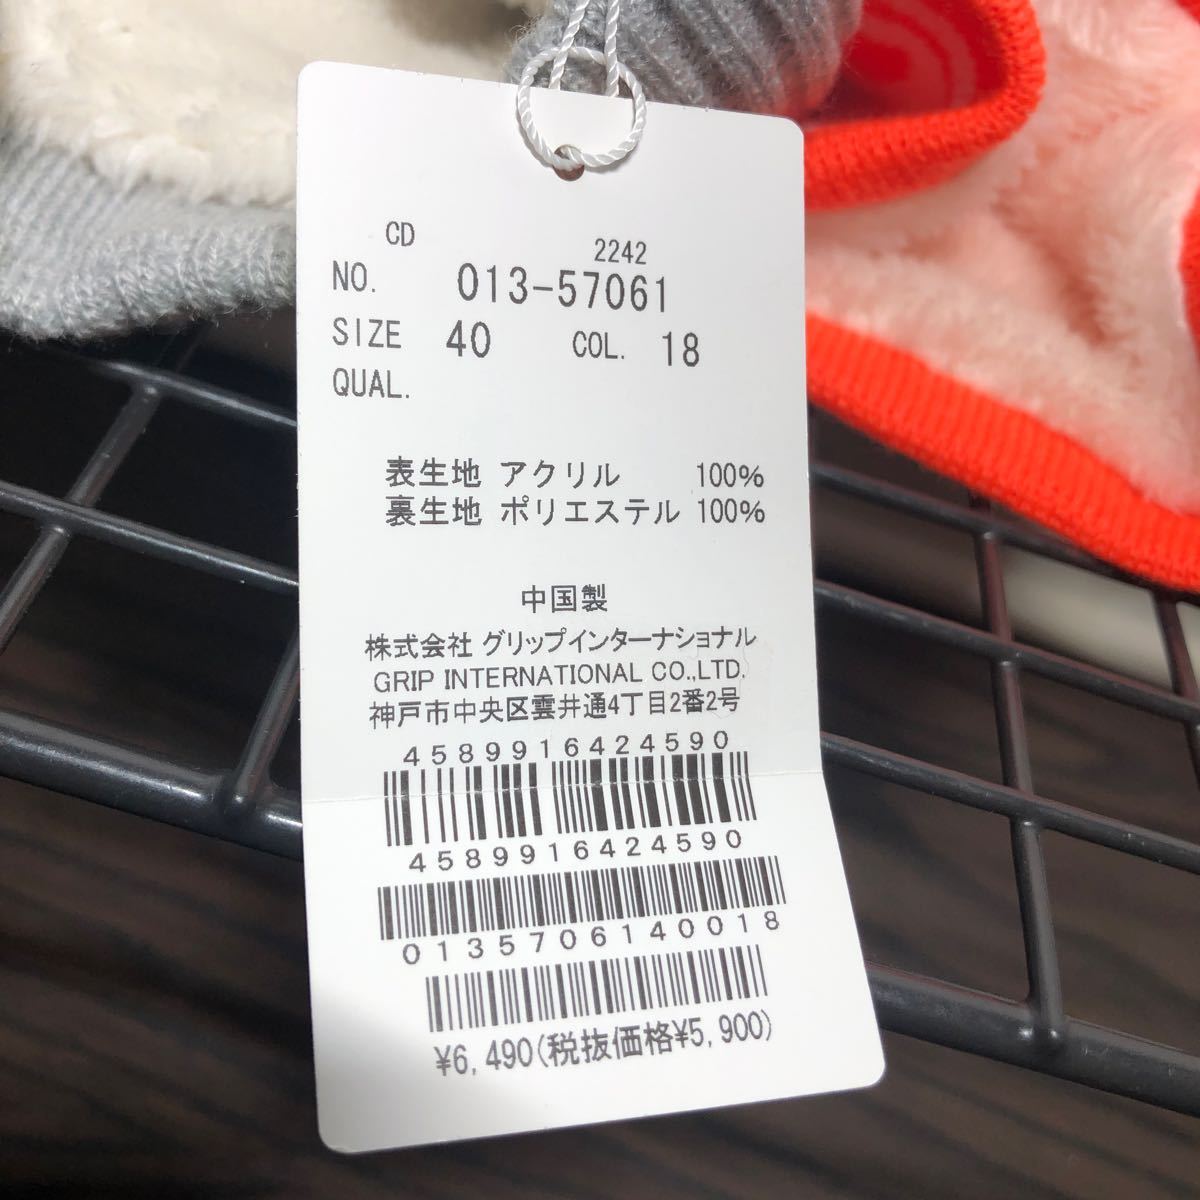 CD
2242
NO. 013-57061
SIZE 40 COL. 18
QUAL.
表生地 アクリル 100%
裏生地 ポリエステル 100%
中国製
株式会社 グリップインターナショナル
GRIP INTERNATIONAL CO.,LTD.
神戸市中央区雲井通4丁目2番2号
4589916424590
4589916424590
0135706140018
¥6,490(税抜価格¥5,900)